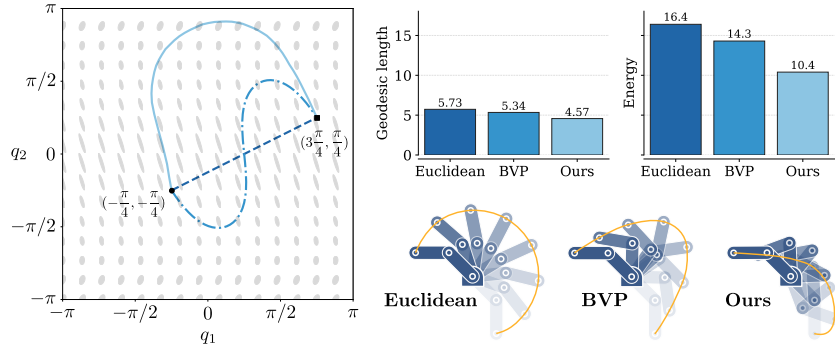 π
π/2
q₂
0
−π/2
−π
(−π/4, −π/4)
(3π/4, π/4)
−π
−π/2
0
π/2
π
q₁
Geodesic length
15
10
5
0
5.73
5.34
4.57
Euclidean
BVP
Ours
Energy
16.4
14.3
10.4
Euclidean
BVP
Ours
Euclidean
BVP
Ours